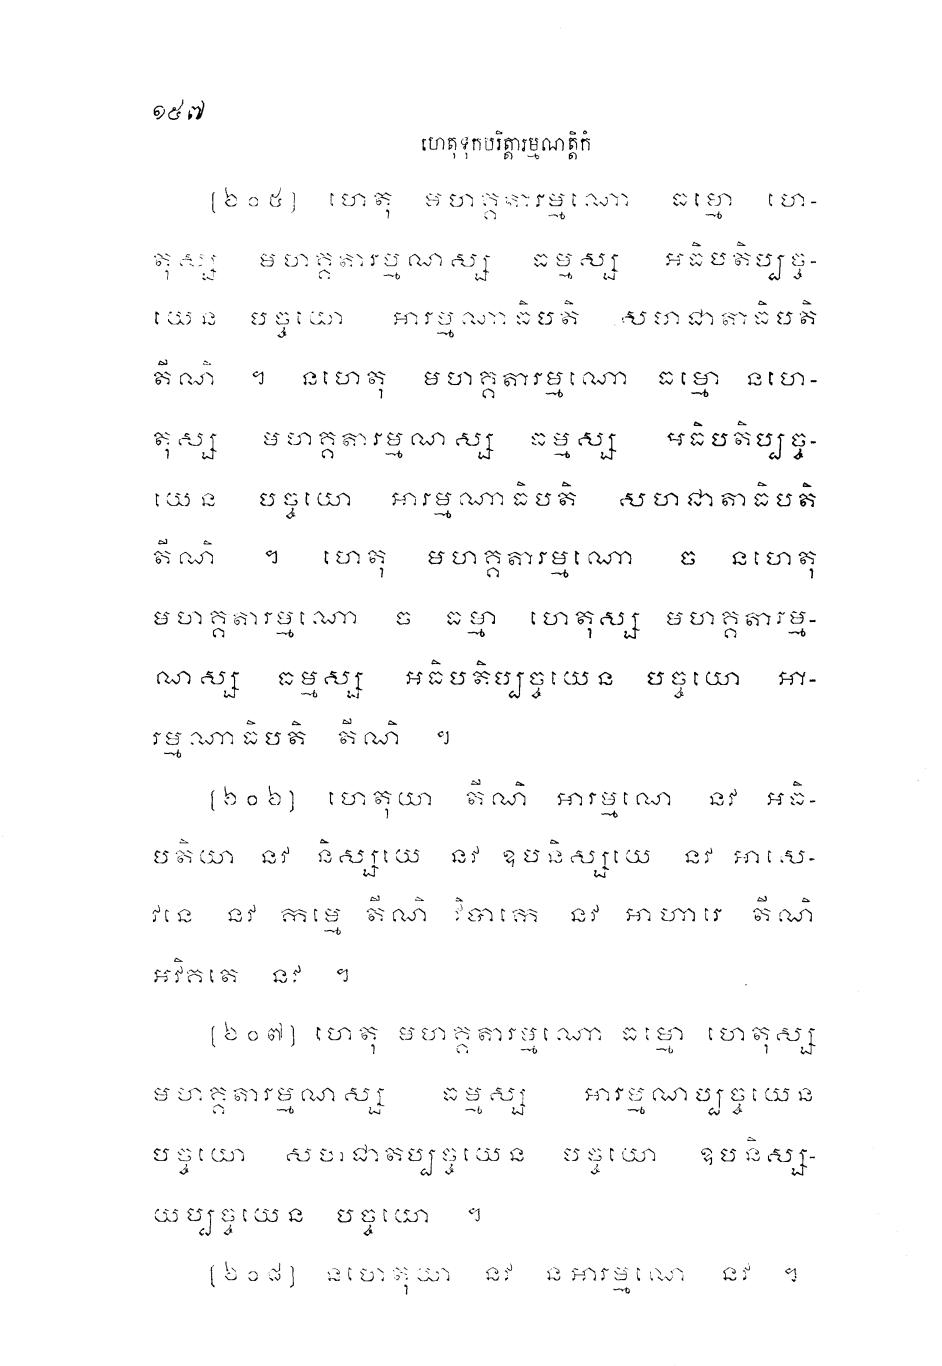 ១៥៧
ហេតុទុកបរិត្តារម្មណត្តិកំ
[៦០៥] ហេតុ មហគ្គតារម្មណោ ធម្មោ ហេ-
តុស្ស មហគ្គតារម្មណស្ស ធម្មស្ស អធិបតិប្បច្ច-
យេន បច្ចយោ អារម្មណាធិបតិ សហជាតាធិបតិ
តីណិ ។ នហេតុ មហគ្គតារម្មណោ ធម្មោ នហេ-
តុស្ស មហគ្គតារម្មណស្ស ធម្មស្ស អធិបតិប្បច្ច-
យេន បច្ចយោ អារម្មណាធិបតិ សហជាតាធិបតិ
តីណិ ។ ហេតុ មហគ្គតារម្មណោ ច នហេតុ
មហគ្គតារម្មណោ ច ធម្មា ហេតុស្ស មហគ្គតារម្ម-
ណស្ស ធម្មស្ស អធិបតិប្បច្ចយេន បច្ចយោ អា-
រម្មណាធិបតិ តីណិ ។
[៦០៦] ហេតុយា តីណិ អារម្មណេ នវ អធិ-
បតិយា នវ និស្សយេ នវ ឧបនិស្សយេ នវ អាសេ-
វនេ នវ កម្មេ តីណិ វិបាកេ នវ អាហារេ តីណិ
អវិគតេ នវ ។
[៦០៧] ហេតុ មហគ្គតារម្មណោ ធម្មោ ហេតុស្ស
មហគ្គតារម្មណស្ស ធម្មស្ស អារម្មណប្បច្ចយេន
បច្ចយោ សហជាតប្បច្ចយេន បច្ចយោ ឧបនិស្ស-
យប្បច្ចយេន បច្ចយោ ។
[៦០៨] នហេតុយា នវ នអារម្មណេ នវ ។